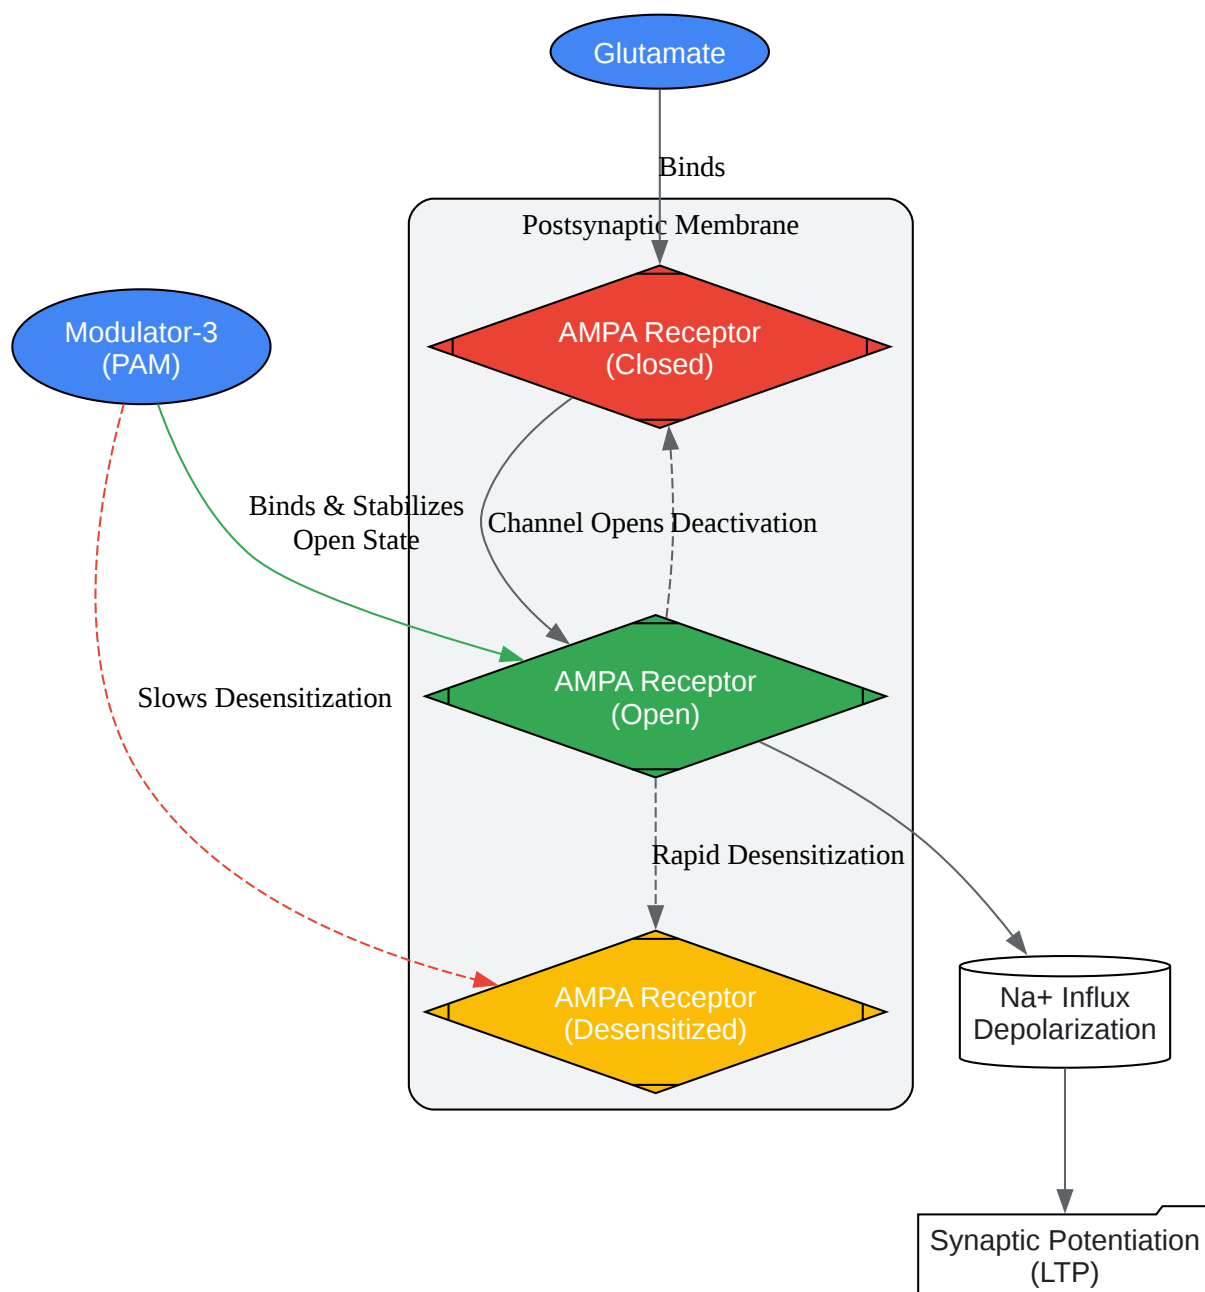 Glutamate
Binds
Postsynaptic Membrane
AMPA Receptor
(Closed)
Modulator-3
(PAM)
Binds & Stabilizes
Open State
Channel Opens
Deactivation
AMPA Receptor
(Open)
Slows Desensitization
Rapid Desensitization
AMPA Receptor
(Desensitized)
Na+ Influx
Depolarization
Synaptic Potentiation
(LTP)